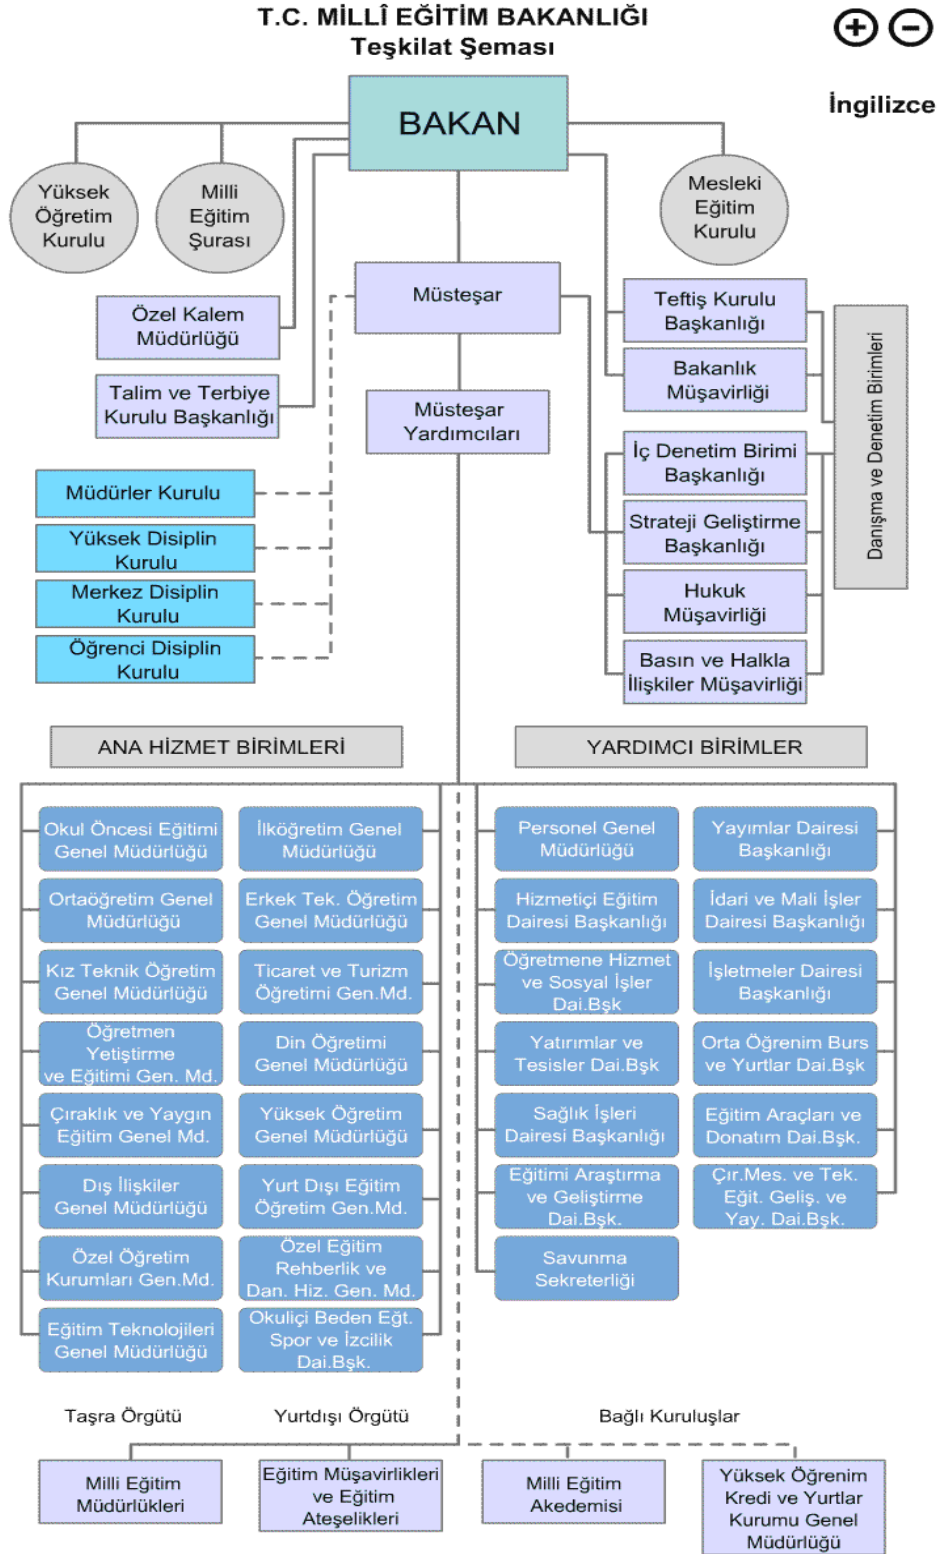 T.C. MİLLÎ EĞİTİM BAKANLIĞI
Teşkilat Şeması
İngilizce
BAKAN
Yüksek
Öğretim
Kurulu
Milli
Eğitim
Şurası
Mesleki
Eğitim
Kurulu
Özel Kalem
Müdürlüğü
Müsteşar
Teftiş Kurulu
Başkanlığı
Talim ve Terbiye
Kurulu Başkanlığı
Müsteşar
Yardımcıları
Bakanlık
Müşavirliği
Danışma ve Denetim Birimleri
İç Denetim Birimi
Başkanlığı
Strateji Geliştirme
Başkanlığı
Hukuk
Müşavirliği
Basın ve Halkla
İlişkiler Müşavirliği
Müdürler Kurulu
Yüksek Disiplin
Kurulu
Merkez Disiplin
Kurulu
Öğrenci Disiplin
Kurulu
ANA HİZMET BİRİMLERİ
YARDIMCI BİRİMLER
Okul Öncesi Eğitimi
Genel Müdürlüğü
İlköğretim Genel
Müdürlüğü
Personel Genel
Müdürlüğü
Yayımlar Dairesi
Başkanlığı
Ortaöğretim Genel
Müdürlüğü
Erkek Tek. Öğretim
Genel Müdürlüğü
Hizmetiçi Eğitim
Dairesi Başkanlığı
İdari ve Mali İşler
Dairesi Başkanlığı
Kız Teknik Öğretim
Genel Müdürlüğü
Ticaret ve Turizm
Öğretimi Gen.Md.
Öğretmene Hizmet
ve Sosyal İşler
Dai.Bşk
İşletmeler Dairesi
Başkanlığı
Öğretmen
Yetiştirme
ve Eğitimi Gen. Md.
Din Öğretimi
Genel Müdürlüğü
Yatırımlar ve
Tesisler Dai.Bşk
Orta Öğrenim Burs
ve Yurtlar Dai.Bşk
Çıraklık ve Yaygın
Eğitim Genel Md.
Yüksek Öğretim
Genel Müdürlüğü
Sağlık İşleri
Dairesi Başkanlığı
Eğitim Araçları ve
Donatım Dai.Bşk.
Dış İlişkiler
Genel Müdürlüğü
Yurt Dışı Eğitim
Öğretim Gen.Md.
Eğitimi Araştırma
ve Geliştirme
Dai.Bşk.
Çır.Mes. ve Tek.
Eğit. Geliş. ve
Yay. Dai.Bşk.
Özel Öğretim
Kurumları Gen.Md.
Özel Eğitim
Rehberlik ve
Dan. Hiz. Gen. Md.
Savunma
Sekreterliği
Eğitim Teknolojileri
Genel Müdürlüğü
Okuliçi Beden Eğt.
Spor ve İzcilik
Dai.Bşk.
Taşra Örgütü
Yurtdışı Örgütü
Bağlı Kuruluşlar
Milli Eğitim
Müdürlükleri
Eğitim Müşavirlikleri
ve Eğitim
Ateşelikleri
Milli Eğitim
Akedemisi
Yüksek Öğrenim
Kredi ve Yurtlar
Kurumu Genel
Müdürlüğü